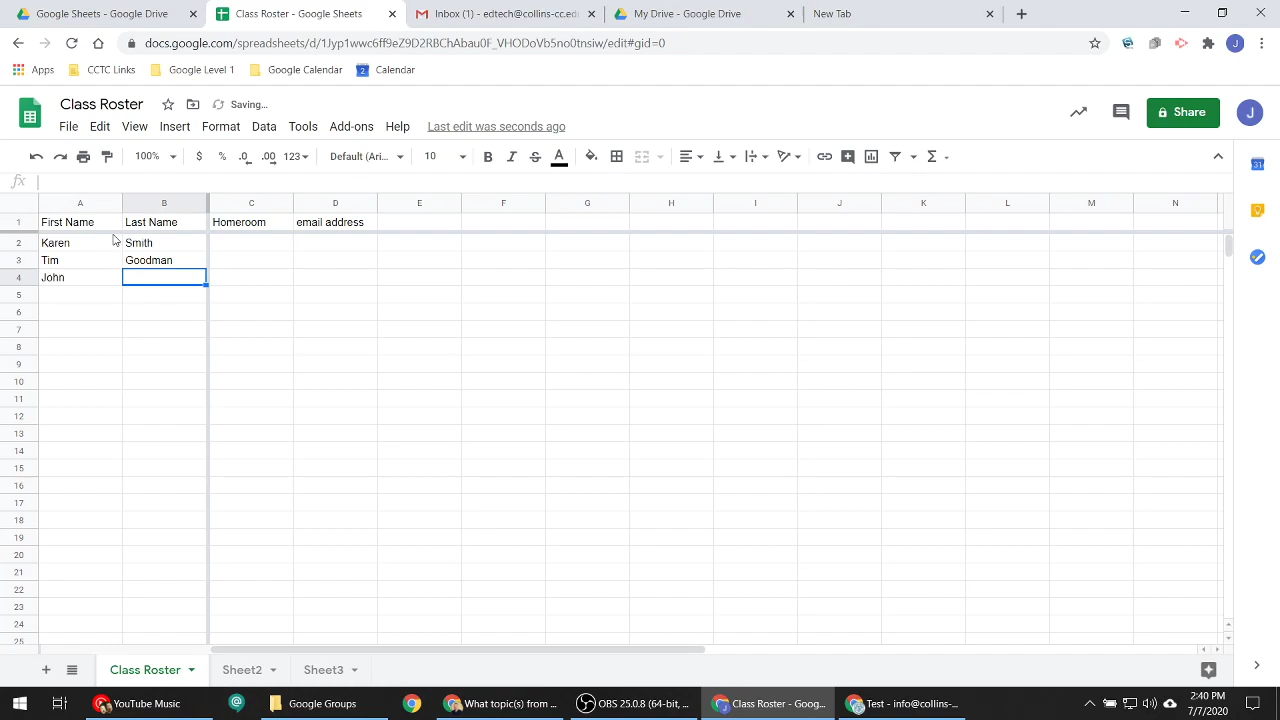 Google Sheets - Google Drive
Class Roster - Google Sheets
Inbox (1) - edtech@collins-cc.ed
My Drive - Google Drive
New Tab
docs.google.com/spreadsheets/d/1Jyp1wwc6ff9eZ9D2RBChAbau0F_VHODoVb5no0tnsiw/edit#gid=0
Apps
CCTC Links
Google Level 1
Google Calendar
2
Calendar
Class Roster
Saving...
File
Edit
View
Insert
Format
Data
Tools
Add-ons
Help
Last edit was seconds ago
Share
J
100%
$
%
.0
.00
123
Default (Ari...
10
B
I
S
A
Σ
fx
A B C D E F G H I J K L M N
1 First Name Last Name Homeroom email address
2 Karen Smith
3 Tim Goodman
4 John
5
6
7
8
9
10
11
12
13
14
15
16
17
18
19
20
21
22
23
24
25
Class Roster
Sheet2
Sheet3
YouTube Music
Google Groups
What topic(s) from
OBS 25.0.8 (64-bit, ...
Class Roster - Goog...
Test - info@collins-...
2:40 PM
7/7/2020